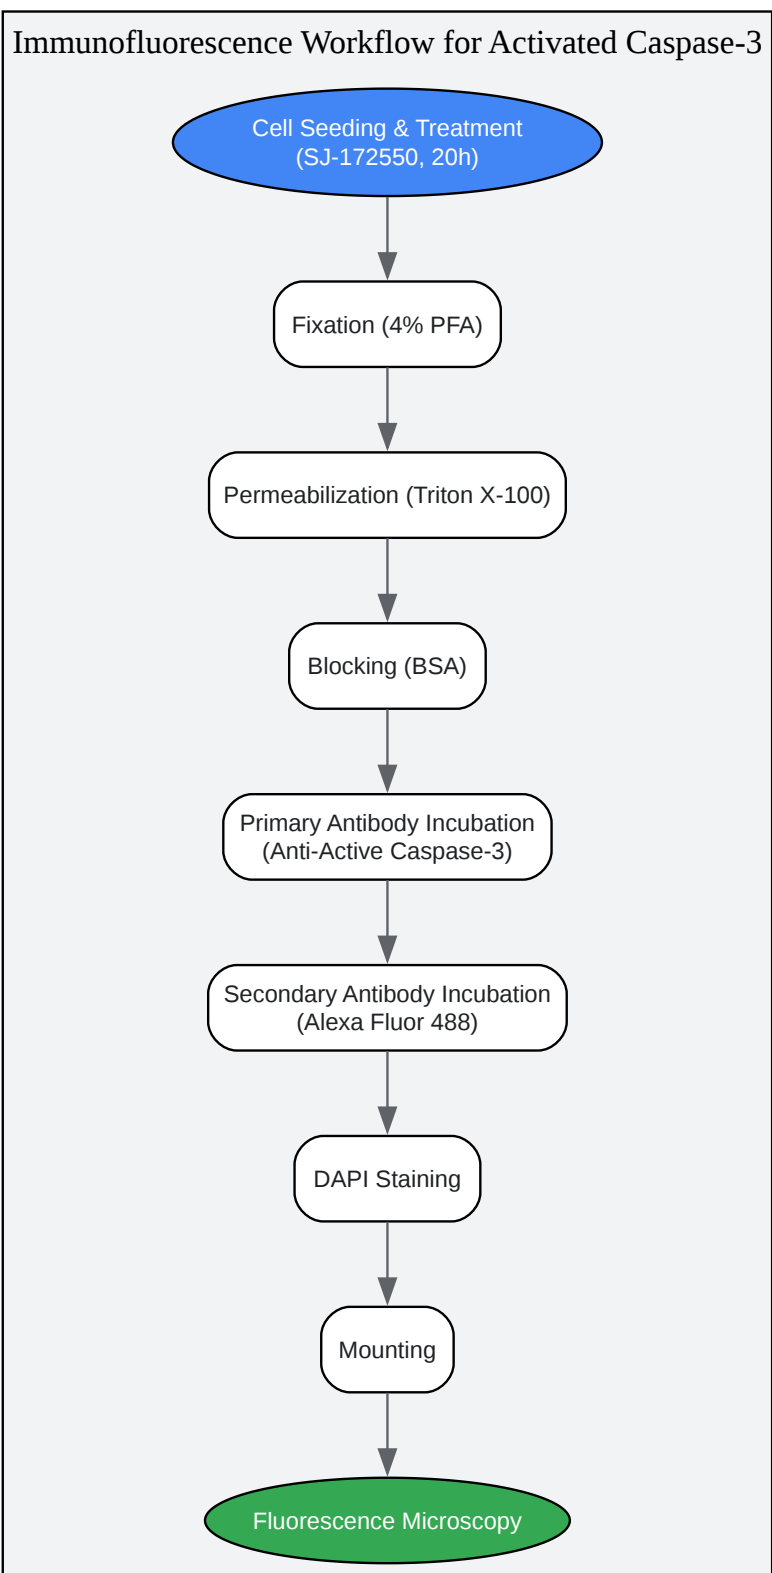 Immunofluorescence Workflow for Activated Caspase-3
Cell Seeding & Treatment
(SJ-172550, 20h)
Fixation (4% PFA)
Permeabilization (Triton X-100)
Blocking (BSA)
Primary Antibody Incubation
(Anti-Active Caspase-3)
Secondary Antibody Incubation
(Alexa Fluor 488)
DAPI Staining
Mounting
Fluorescence Microscopy